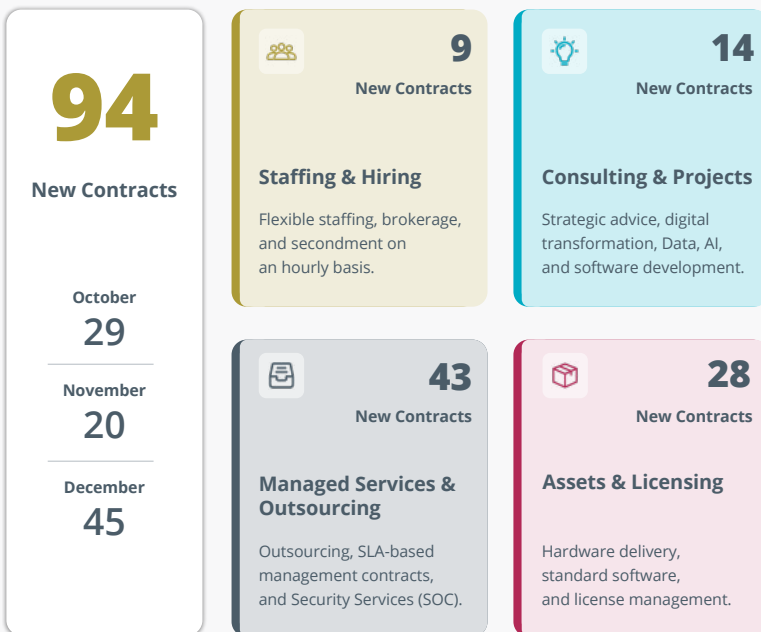 94
New Contracts
October
29
November
20
December
45
9
New Contracts
Staffing & Hiring
Flexible staffing, brokerage,
and secondment on
an hourly basis.
14
New Contracts
Consulting & Projects
Strategic advice, digital
transformation, Data, AI,
and software development.
43
New Contracts
Managed Services &
Outsourcing
Outsourcing, SLA-based
management contracts,
and Security Services (SOC).
28
New Contracts
Assets & Licensing
Hardware delivery,
standard software,
and license management.